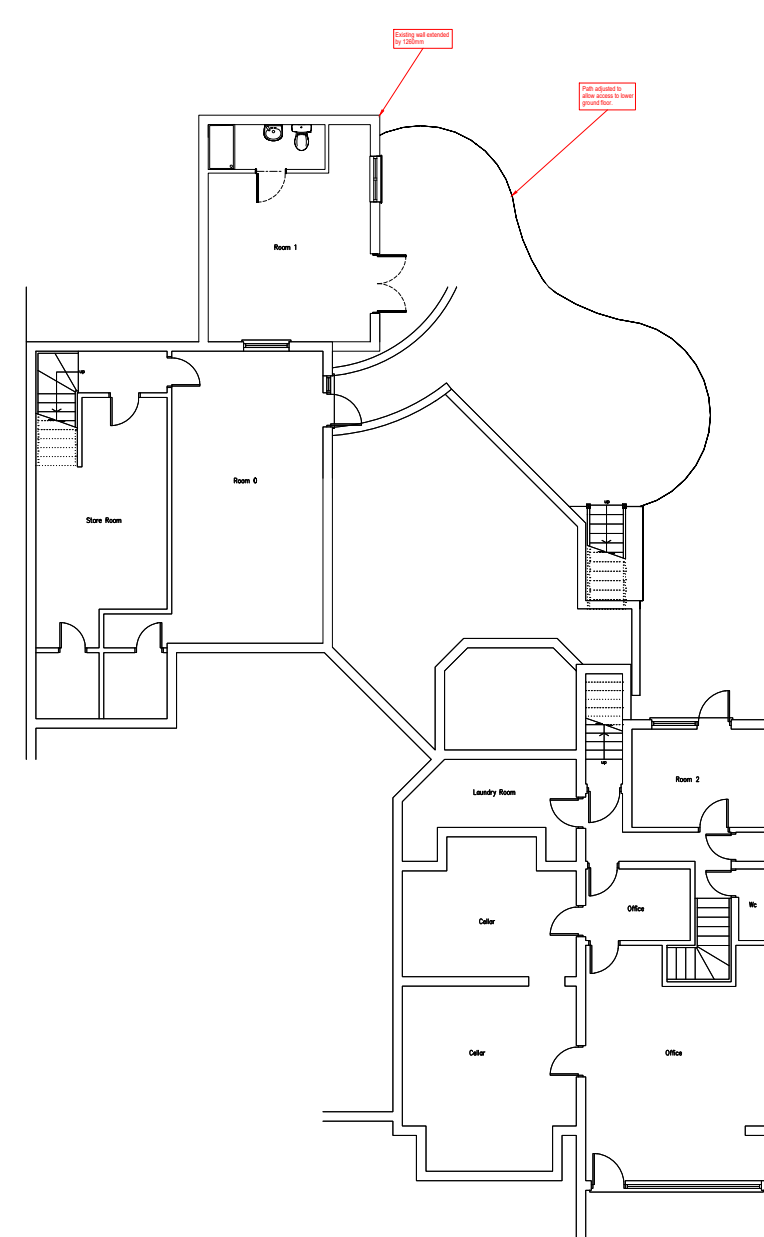 Existing wall extended
by 1260mm
Path adjusted to
allow access to lower
ground floor.
Room 1
up
Room 0
Store Room
up
up
Room 2
Laundry Room
Cellar
Office
Wc
Cellar
Office